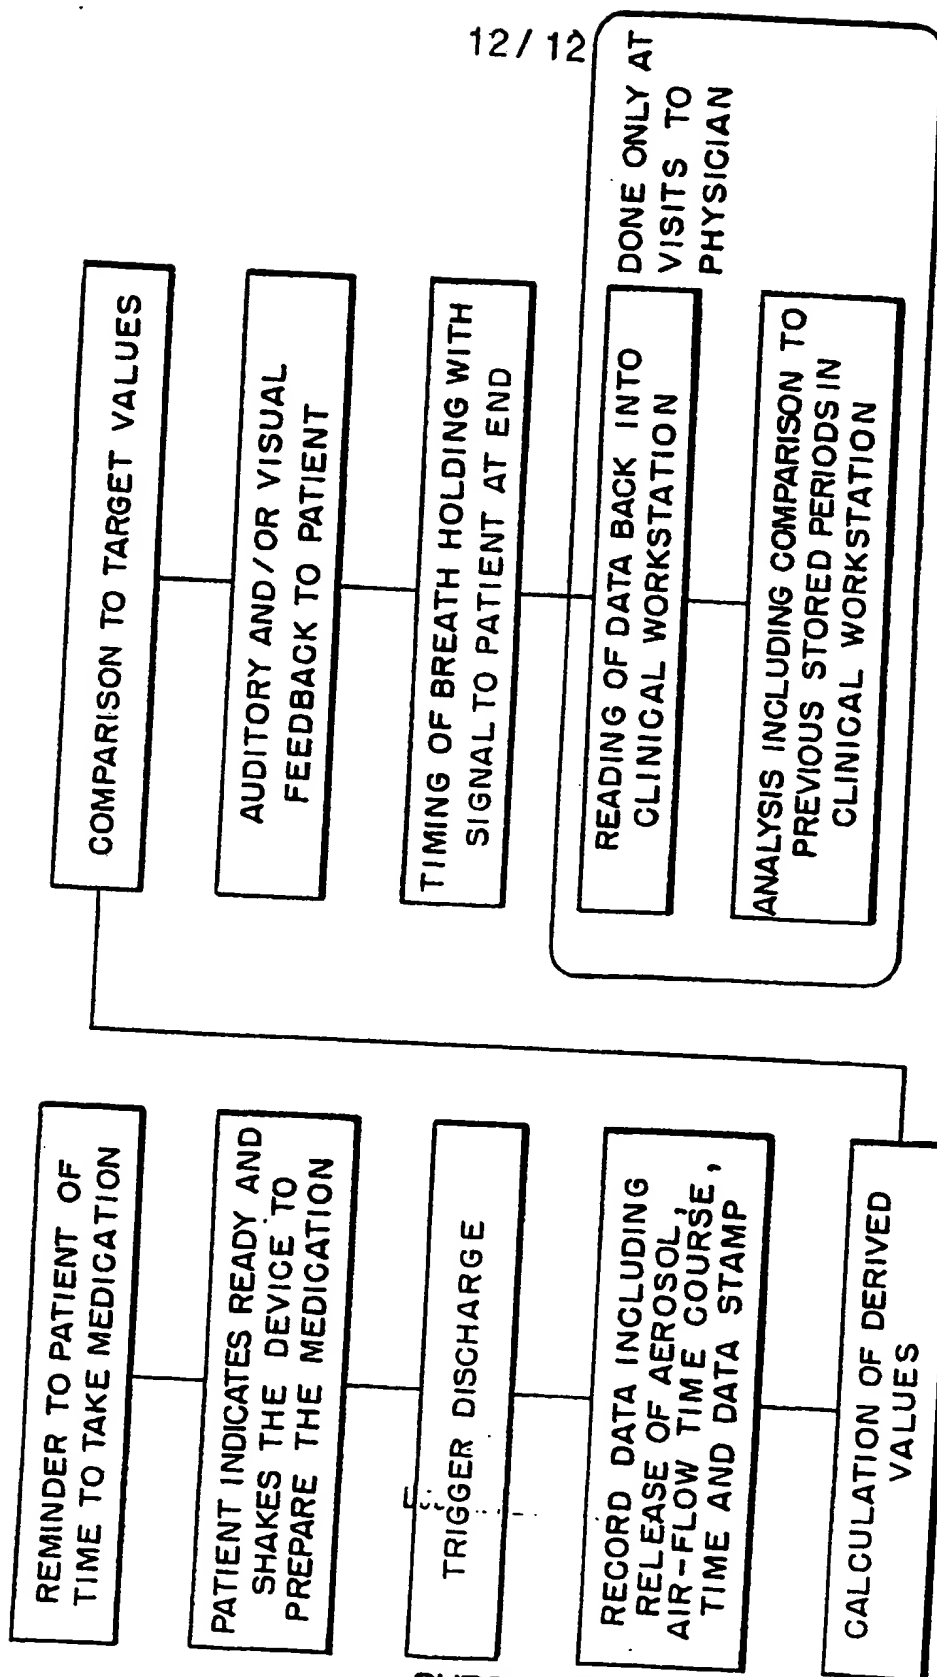 12/12
REMINDER TO PATIENT OF
TIME TO TAKE MEDICATION
PATIENT INDICATES READY AND
SHAKES THE DEVICE TO
PREPARE THE MEDICATION
TRIGGER DISCHARGE
RECORD DATA INCLUDING
RELEASE OF AEROSOL,
AIR-FLOW TIME COURSE,
TIME AND DATA STAMP
CALCULATION OF DERIVED
VALUES
COMPARISON TO TARGET VALUES
AUDITORY AND/OR VISUAL
FEEDBACK TO PATIENT
TIMING OF BREATH HOLDING WITH
SIGNAL TO PATIENT AT END
READING OF DATA BACK INTO
CLINICAL WORKSTATION
ANALYSIS INCLUDING COMPARISON TO
PREVIOUS STORED PERIODS IN
CLINICAL WORKSTATION
DONE ONLY AT
VISITS TO
PHYSICIAN